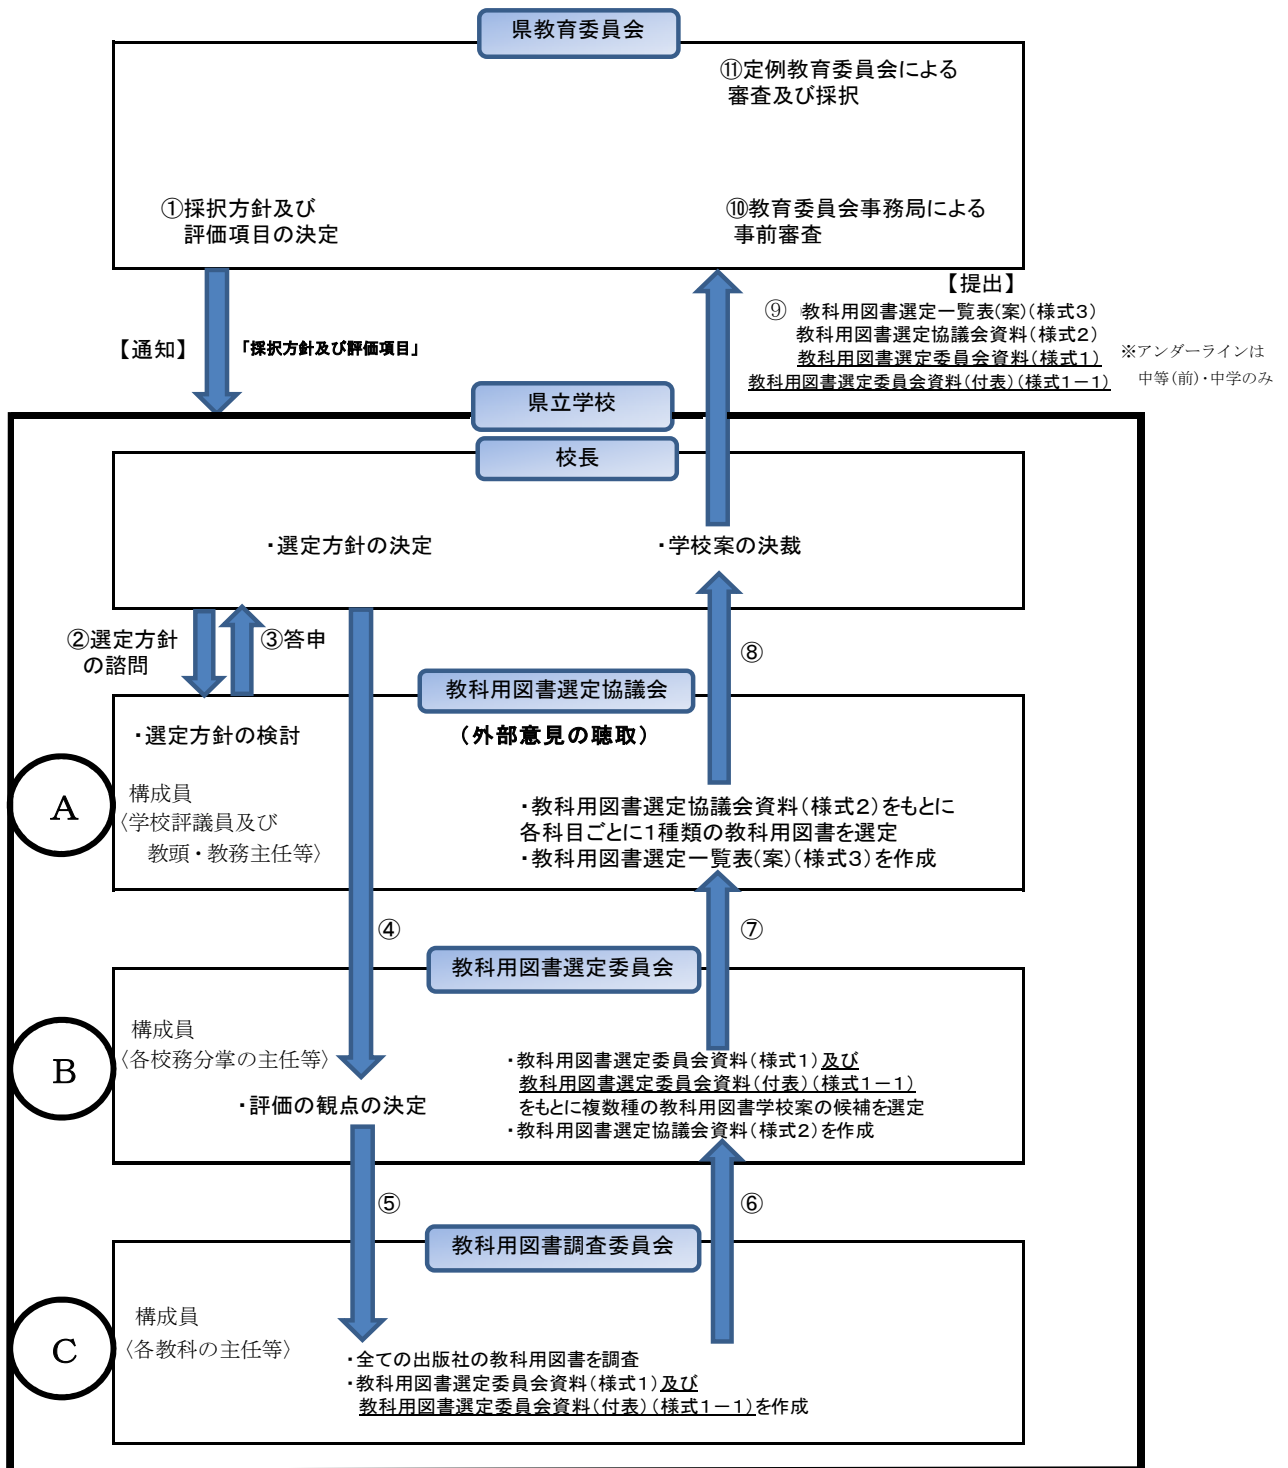 県教育委員会
⑪定例教育委員会による
審査及び採択
①採択方針及び
評価項目の決定
⑩教育委員会事務局による
事前審査
【通知】
「採択方針及び評価項目」
【提出】
⑨ 教科用図書選定一覧表(案)(様式3)
教科用図書選定協議会資料(様式2)
教科用図書選定委員会資料(様式1)
教科用図書選定委員会資料(付表)(様式1-1)
※アンダーラインは
中等(前)・中学のみ
県立学校
校長
・選定方針の決定
・学校案の決裁
②選定方針
の諮問
③答申
⑧
教科用図書選定協議会
・選定方針の検討
(外部意見の聴取)
A
構成員
〈学校評議員及び
教頭・教務主任等〉
・教科用図書選定協議会資料(様式2)をもとに
各科目ごとに1種類の教科用図書を選定
・教科用図書選定一覧表(案)(様式3)を作成
④
⑦
教科用図書選定委員会
B
構成員
〈各校務分掌の主任等〉
・評価の観点の決定
・教科用図書選定委員会資料(様式1)及び
教科用図書選定委員会資料(付表)(様式1-1)
をもとに複数種の教科用図書学校案の候補を選定
・教科用図書選定協議会資料(様式2)を作成
⑤
⑥
教科用図書調査委員会
C
構成員
〈各教科の主任等〉
・全ての出版社の教科用図書を調査
・教科用図書選定委員会資料(様式1)及び
教科用図書選定委員会資料(付表)(様式1-1)を作成